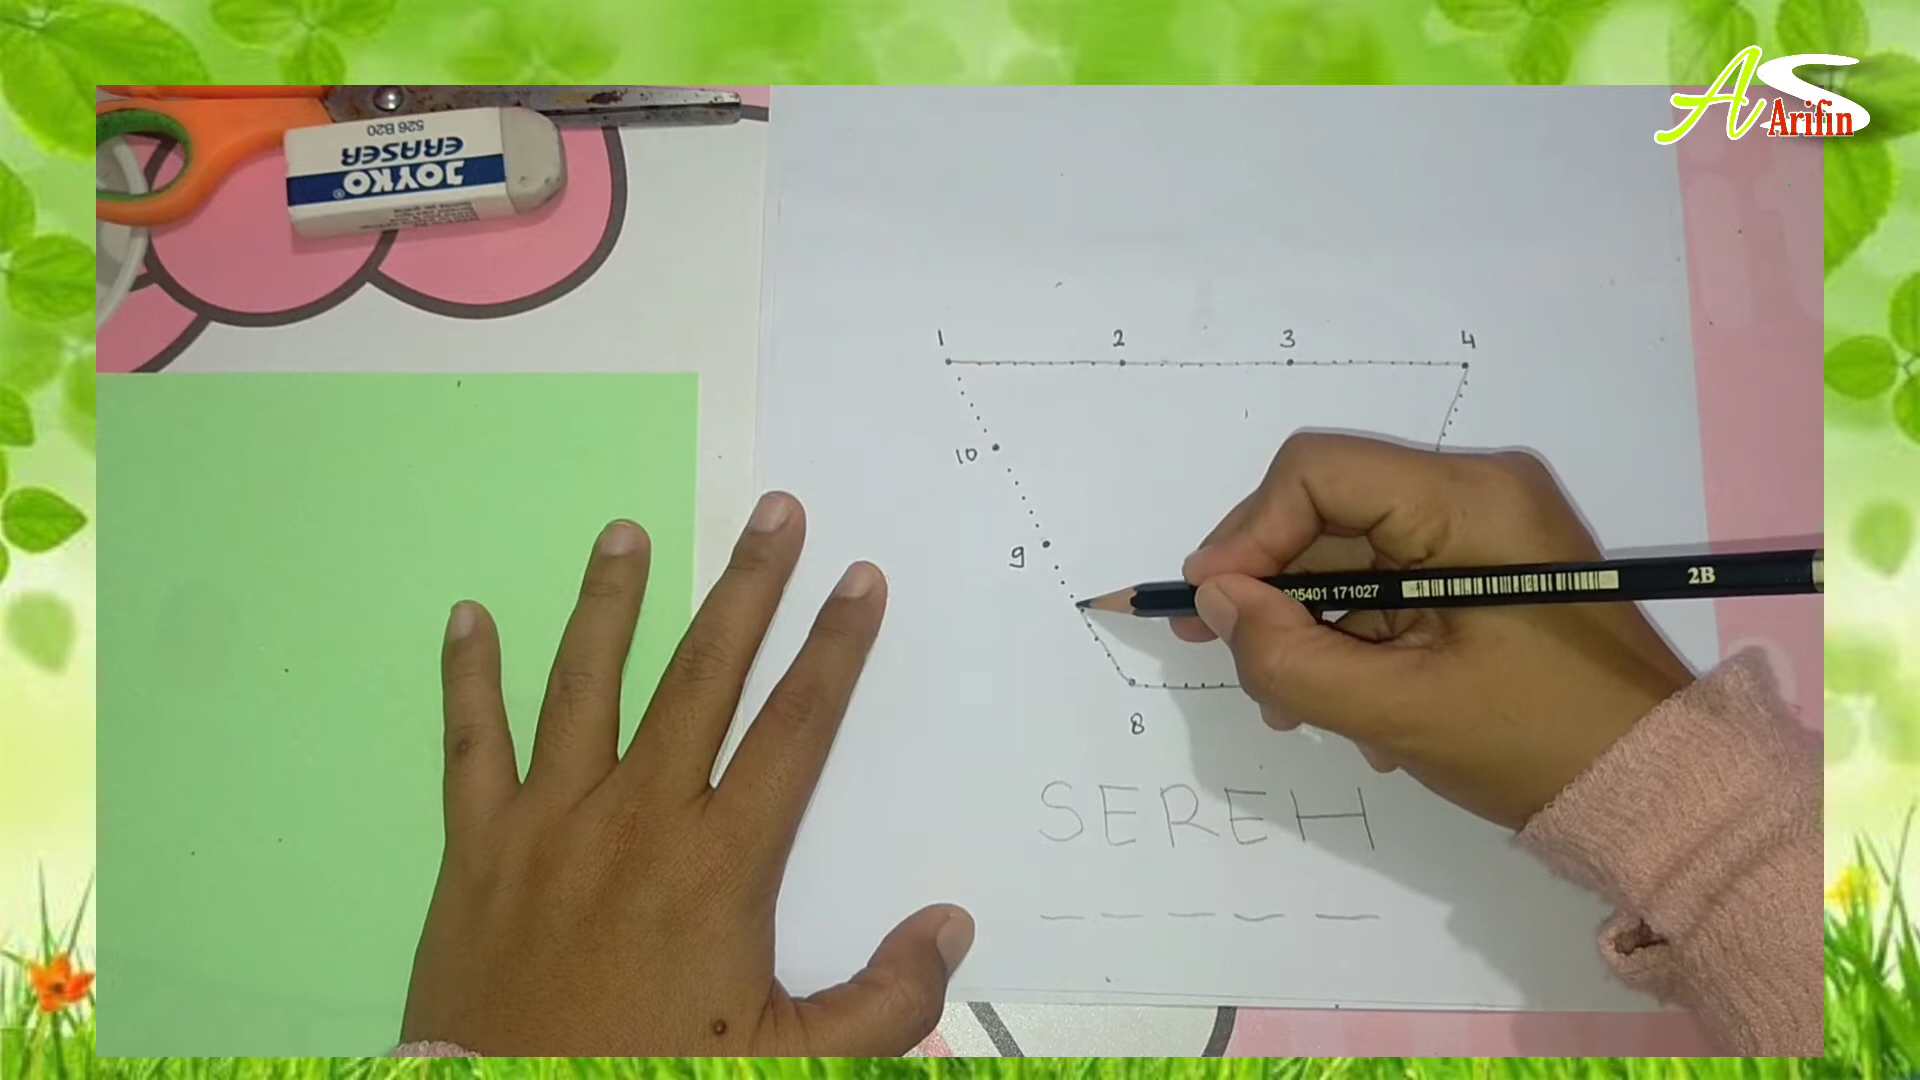 A S
Arifin
526 B20
ERASER
JOYKO®
1 2 3 4
10
9
005401 171027 2B
8
SEREH